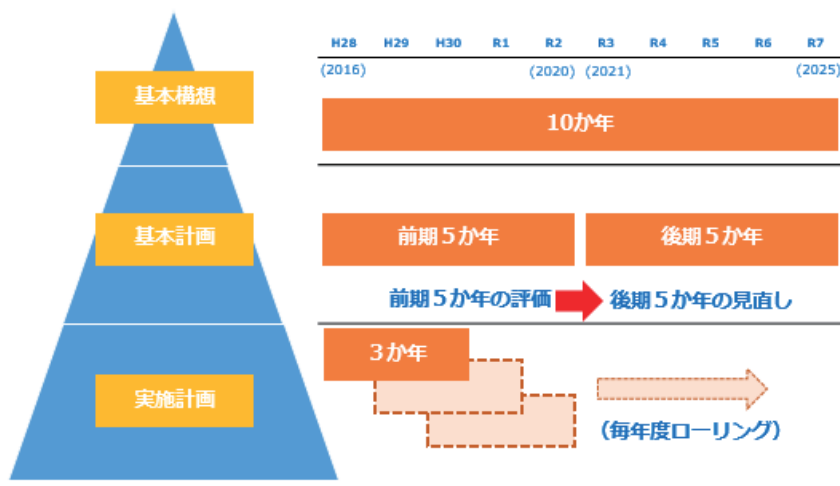 H28 H29 H30 R1 R2 R3 R4 R5 R6 R7
(2016) (2020) (2021) (2025)
基本構想
10か年
基本計画
前期5か年 後期5か年
前期5か年の評価 後期5か年の見直し
3か年
実施計画
(毎年度ローリング)